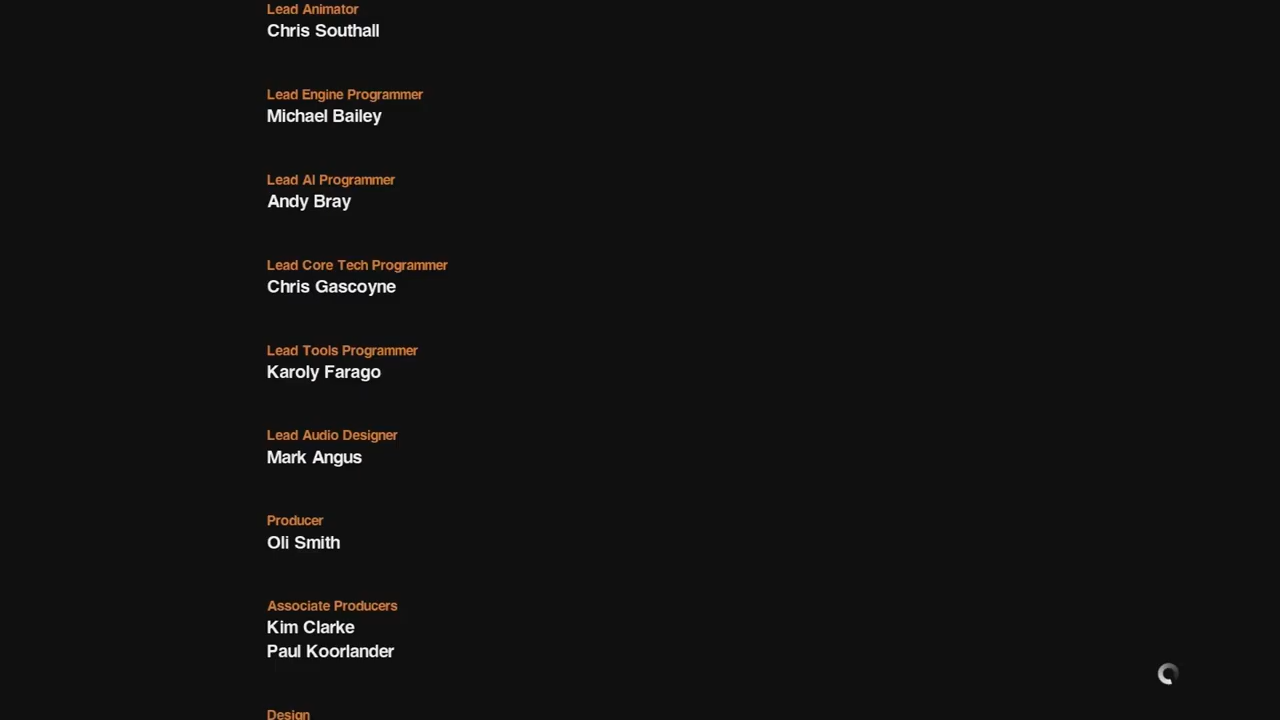 Lead Animator
Chris Southall
Lead Engine Programmer
Michael Bailey
Lead AI Programmer
Andy Bray
Lead Core Tech Programmer
Chris Gascoyne
Lead Tools Programmer
Karoly Farago
Lead Audio Designer
Mark Angus
Producer
Oli Smith
Associate Producers
Kim Clarke
Paul Koorlander
Design